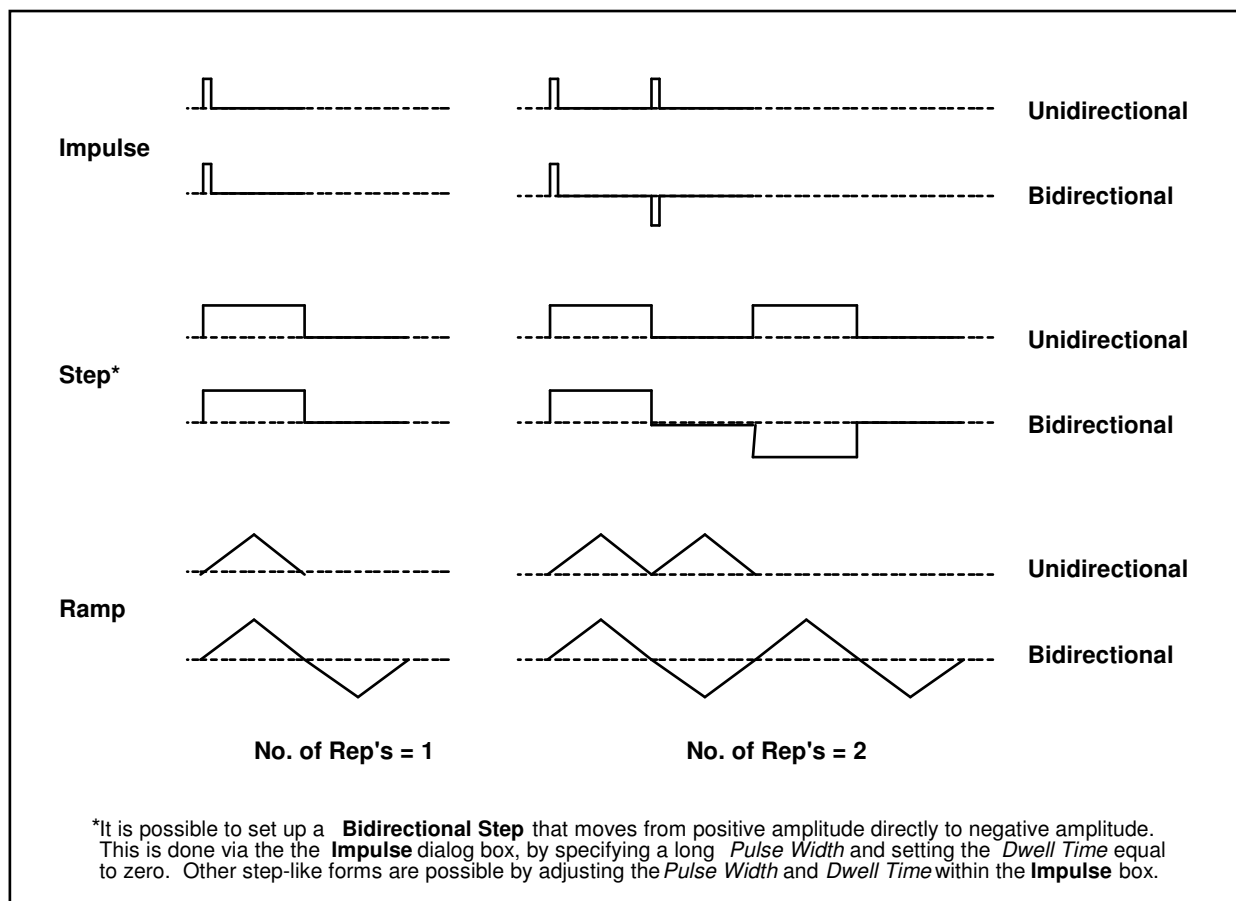 Unidirectional
Impulse
Bidirectional
Unidirectional
Step*
Bidirectional
Unidirectional
Ramp
Bidirectional
No. of Rep's = 1 No. of Rep's = 2
*It is possible to set up a Bidirectional Step that moves from positive amplitude directly to negative amplitude.
This is done via the the Impulse dialog box, by specifying a long Pulse Width and setting the Dwell Time equal
to zero. Other step-like forms are possible by adjusting the Pulse Width and Dwell Time within the Impulse box.